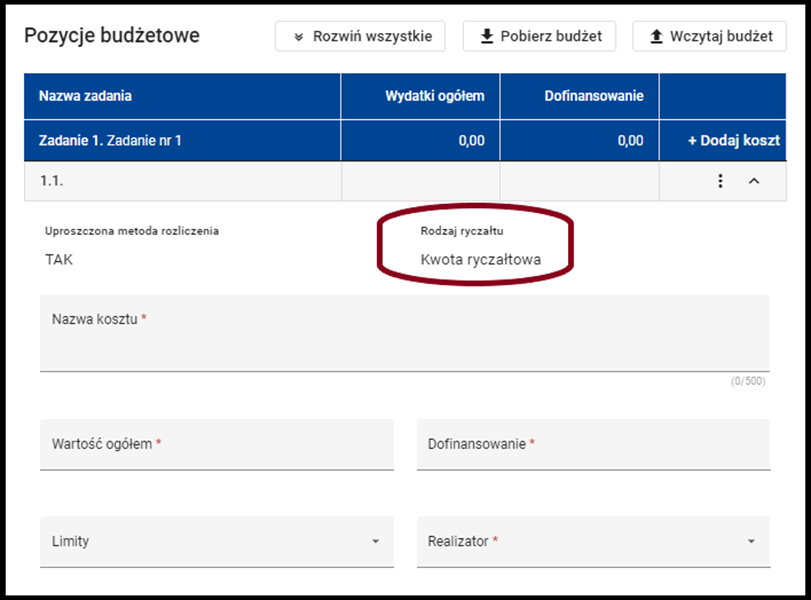 Pozycje budżetowe
Rozwiń wszystkie
Pobierz budżet
Wczytaj budżet
Nazwa zadania Wydatki ogółem Dofinansowanie
Zadanie 1. Zadanie nr 1 0,00 0,00 + Dodaj koszt
1.1.
Uproszczona metoda rozliczenia Rodzaj ryczałtu
TAK Kwota ryczałtowa
Nazwa kosztu *
(0/500)
Wartość ogółem * Dofinansowanie *
Limity Realizator *